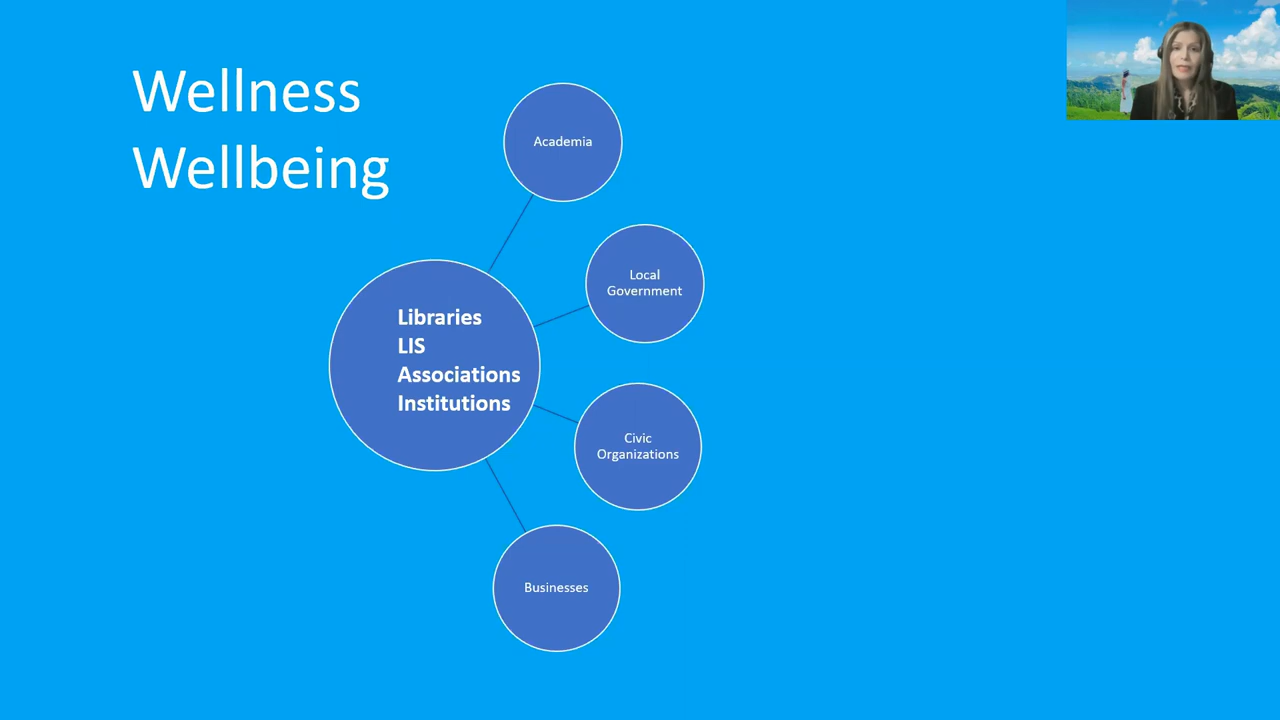 Wellness
Wellbeing
Academia
Local
Government
Libraries
LIS
Associations
Institutions
Civic
Organizations
Businesses